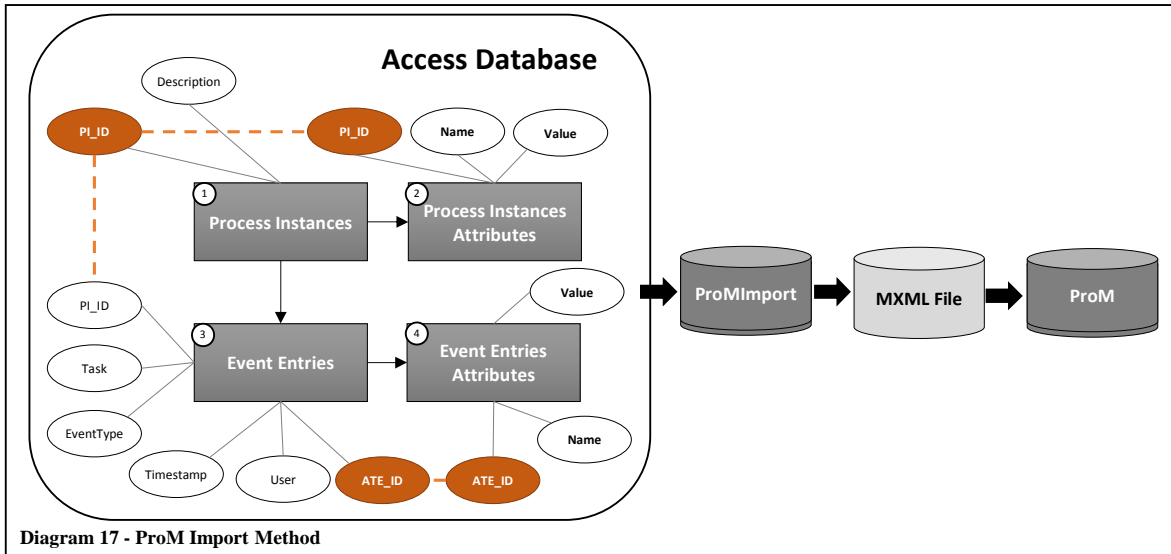 Access Database
Description
PI_ID
PI_ID
Name
Value
1
Process Instances
2
Process Instances
Attributes
PI_ID
Value
ProMImport
MXML File
ProM
3
Event Entries
4
Event Entries
Attributes
Task
EventType
Name
Timestamp
User
ATE_ID
ATE_ID
Diagram 17 - ProM Import Method